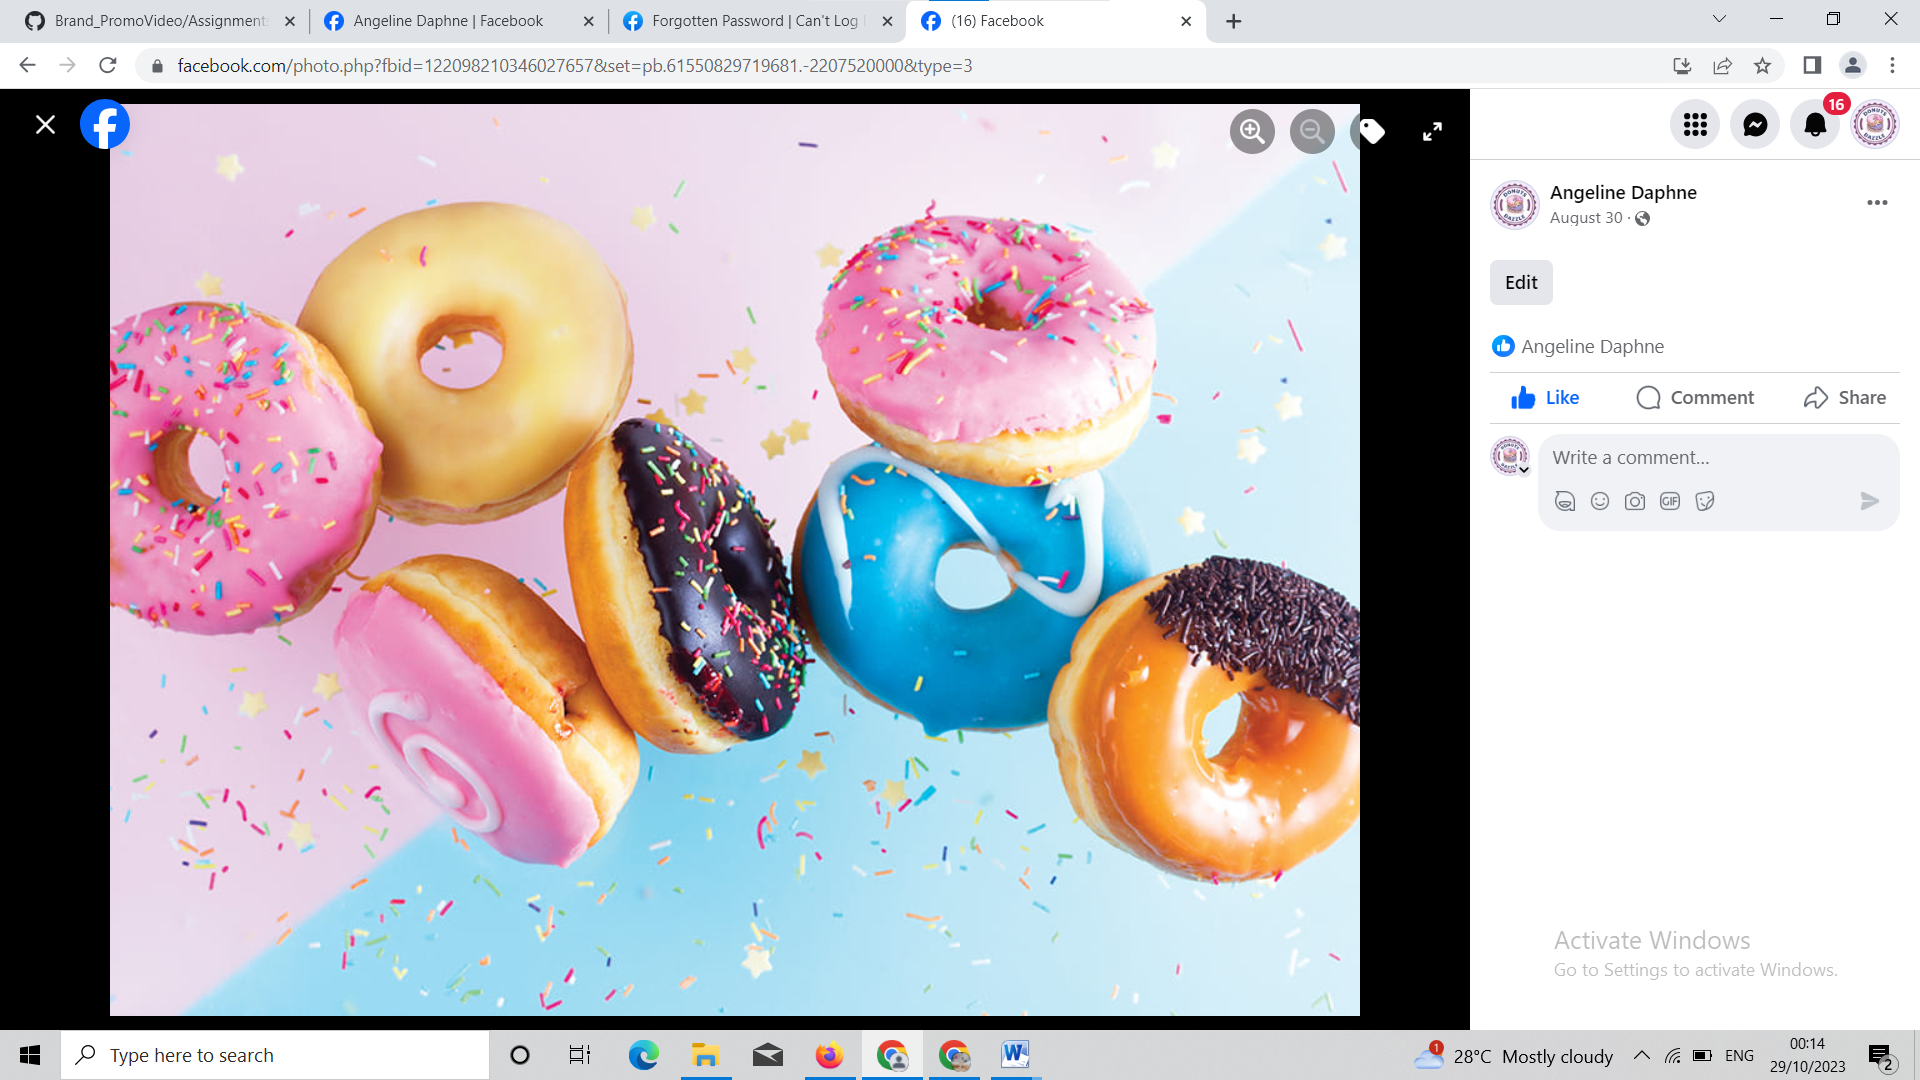 Brand_PromoVideo/Assignment
Angeline Daphne | Facebook
Forgotten Password | Can't Log
(16) Facebook
facebook.com/photo.php?fbid=122098210346027657&set=pb.61550829719681.-2207520000&type=3
16
Angeline Daphne
August 30 ·
Edit
Angeline Daphne
Like
Comment
Share
Write a comment...
GIF
Activate Windows
Go to Settings to activate Windows.
Type here to search
1
28°C Mostly cloudy
ENG
00:14
29/10/2023
2